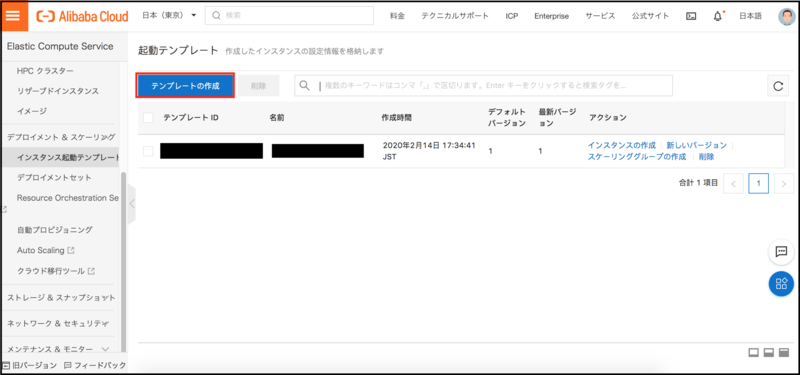 Alibaba Cloud
日本（東京）
検索
料金
テクニカルサポート
ICP
Enterprise
サービス
公式サイト
日本語
Elastic Compute Service
HPC クラスター
リザーブドインスタンス
イメージ
デプロイメント & スケーリング
インスタンス起動テンプレート
デプロイメントセット
Resource Orchestration Se
自動プロビジョニング
Auto Scaling
クラウド移行ツール
ストレージ & スナップショット
ネットワーク & セキュリティ
メンテナンス & モニター
旧バージョン
フィードバック
起動テンプレート 作成したインスタンスの設定情報を格納します
テンプレートの作成
削除
複数のキーワードはコンマ「,」で区切ります。Enter キーをクリックすると検索タグを...
テンプレート ID
名前
作成時間
デフォルト
バージョン
最新バージ
ョン
アクション
2020年2月14日 17:34:41
JST
1
1
インスタンスの作成
新しいバージョン
スケーリンググループの作成
削除
合計 1 項目
1